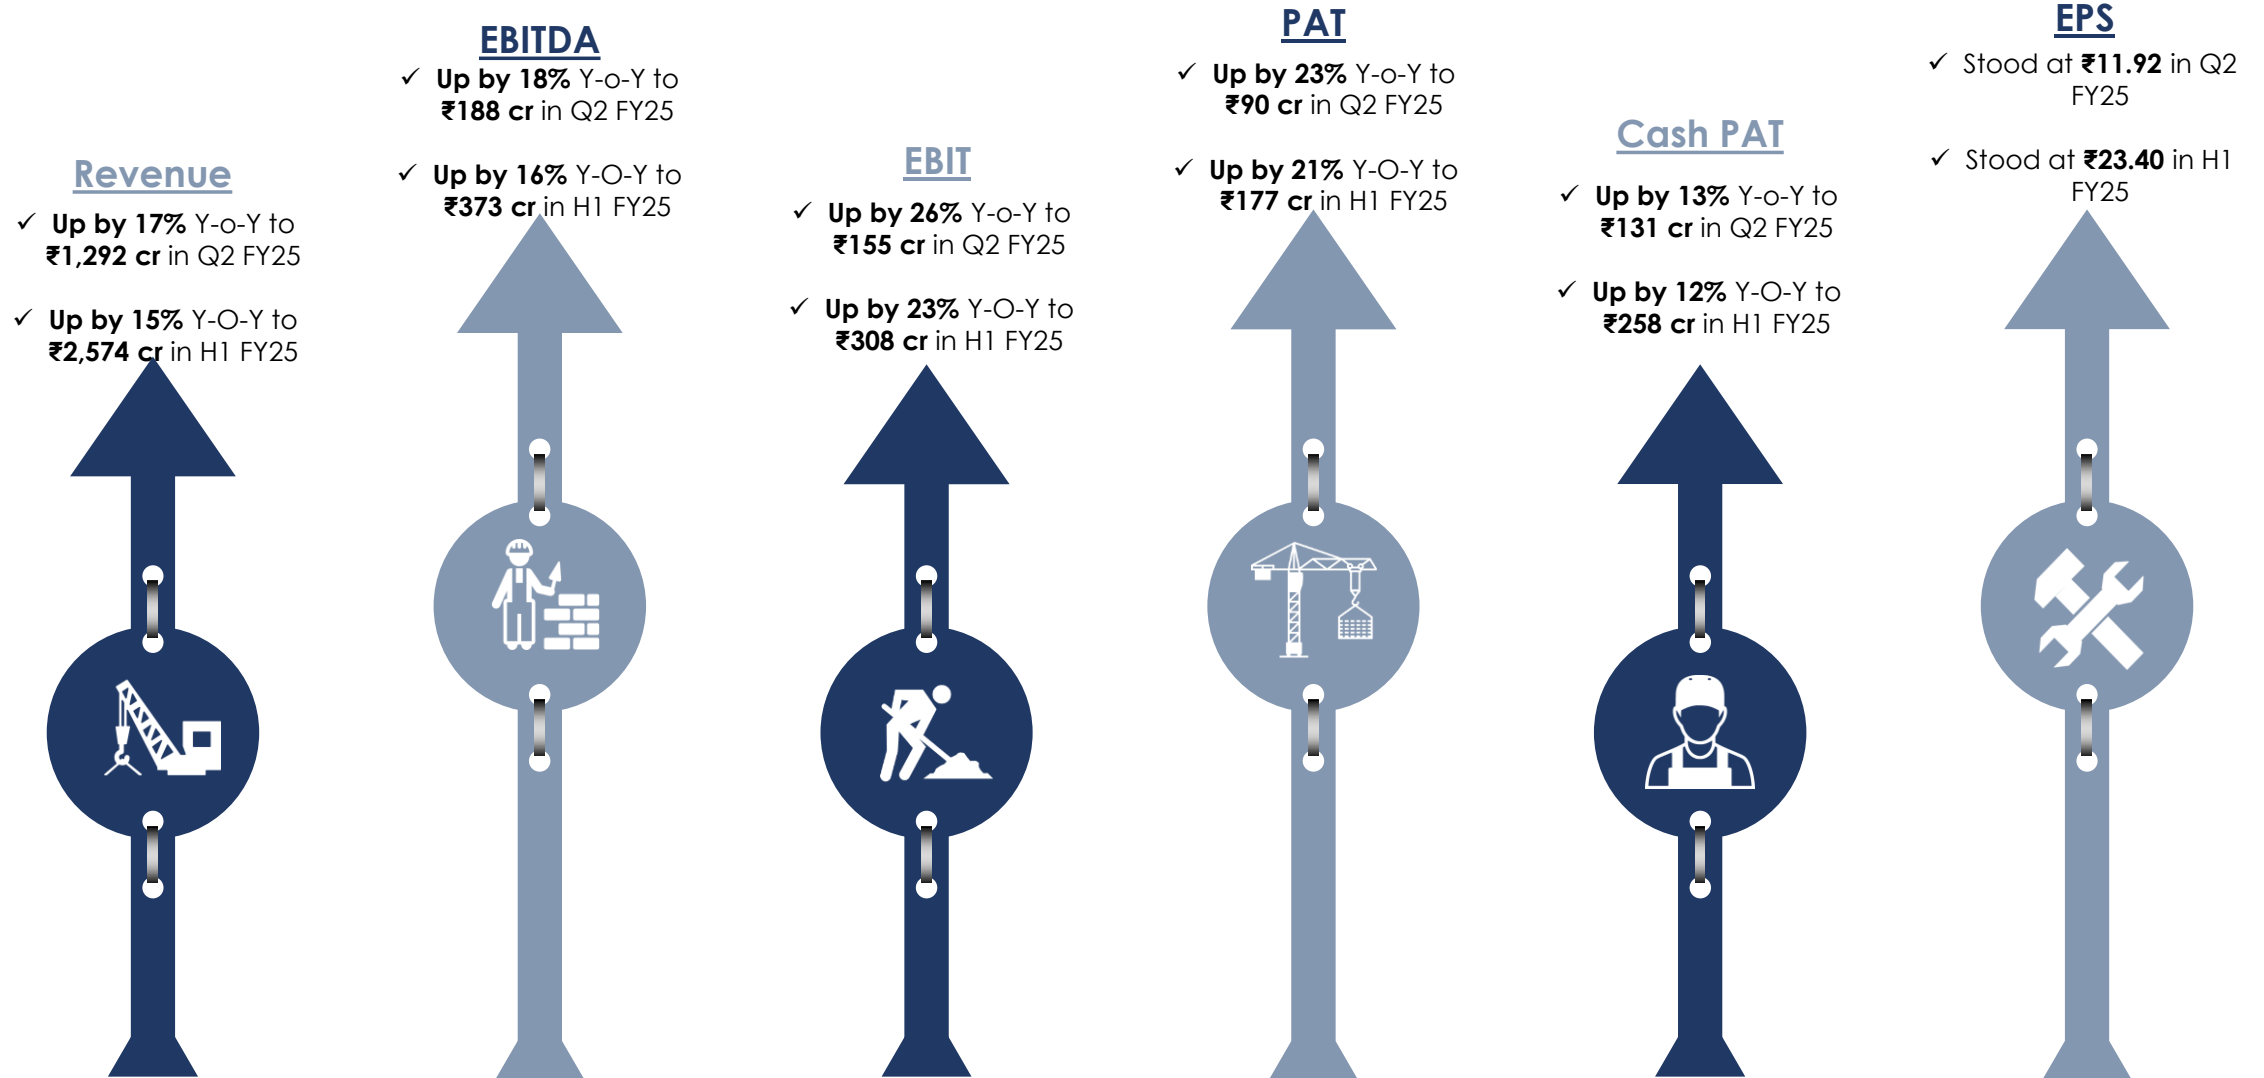 Revenue
✓ Up by 17% Y-o-Y to
₹1,292 cr in Q2 FY25
✓ Up by 15% Y-O-Y to
₹2,574 cr in H1 FY25
EBITDA
✓ Up by 18% Y-o-Y to
₹188 cr in Q2 FY25
✓ Up by 16% Y-O-Y to
₹373 cr in H1 FY25
EBIT
✓ Up by 26% Y-o-Y to
₹155 cr in Q2 FY25
✓ Up by 23% Y-O-Y to
₹308 cr in H1 FY25
PAT
✓ Up by 23% Y-o-Y to
₹90 cr in Q2 FY25
✓ Up by 21% Y-O-Y to
₹177 cr in H1 FY25
Cash PAT
✓ Up by 13% Y-o-Y to
₹131 cr in Q2 FY25
✓ Up by 12% Y-O-Y to
₹258 cr in H1 FY25
EPS
✓ Stood at ₹11.92 in Q2
FY25
✓ Stood at ₹23.40 in H1
FY25